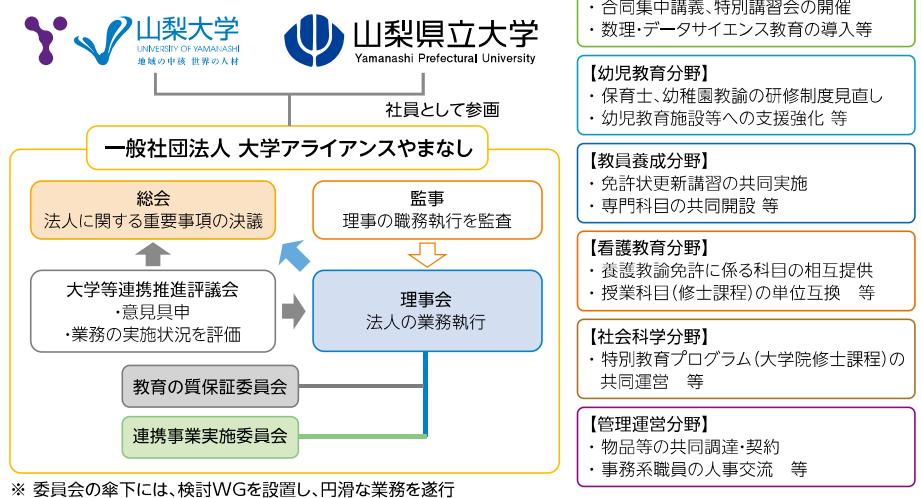 山梨大学
UNIVERSITY OF YAMANASHI
地域の中核 世界の人材
山梨県立大学
Yamanashi Prefectural University
社員として参画
一般社団法人 大学アライアンスやまなし
総会
法人に関する重要事項の決議
監事
理事の職務執行を監査
大学等連携推進評議会
・意見具申
・業務の実施状況を評価
理事会
法人の業務執行
教育の質保証委員会
連携事業実施委員会
※ 委員会の傘下には、検討WGを設置し、円滑な業務を遂行
・ 合同集中講義、特別講習会の開催
・ 数理・データサイエンス教育の導入等
【幼児教育分野】
・ 保育士、幼稚園教諭の研修制度見直し
・ 幼児教育施設等への支援強化 等
【教員養成分野】
・ 免許状更新講習の共同実施
・ 専門科目の共同開設 等
【看護教育分野】
・ 養護教諭免許に係る科目の相互提供
・ 授業科目(修士課程)の単位互換 等
【社会科学分野】
・ 特別教育プログラム(大学院修士課程)の
共同運営 等
【管理運営分野】
・ 物品等の共同調達・契約
・ 事務系職員の人事交流 等